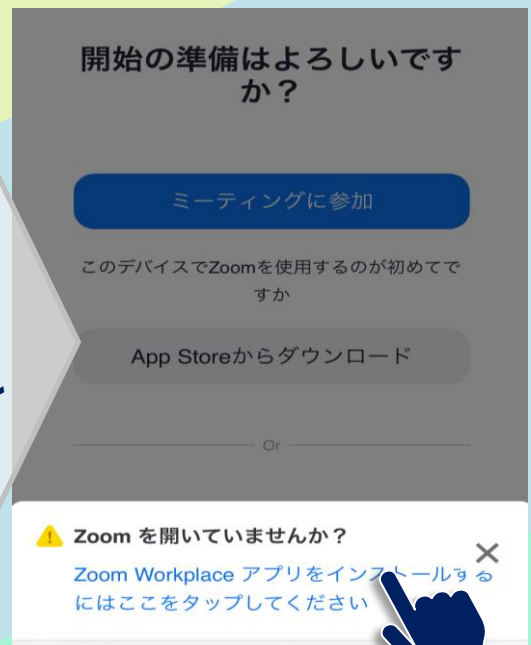 開始の準備はよろしいです
か？
ミーティングに参加
このデバイスでZoomを使用するのが初めてで
すか
App Storeからダウンロード
Or
Zoom を開いていませんか？
Zoom Workplace アプリをインストールする
にはここをタップしてください